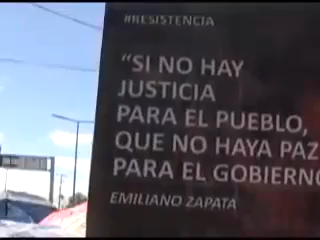 #RESISTENCIA
“SI NO HAY
JUSTICIA
PARA EL PUEBLO,
QUE NO HAYA PAZ
PARA EL GOBIERNO
EMILIANO ZAPATA